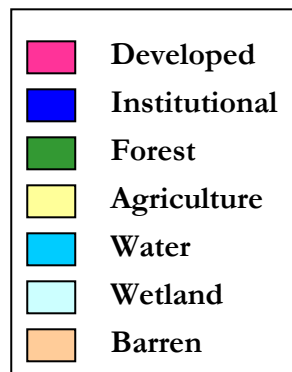 Developed
Institutional
Forest
Agriculture
Water
Wetland
Barren